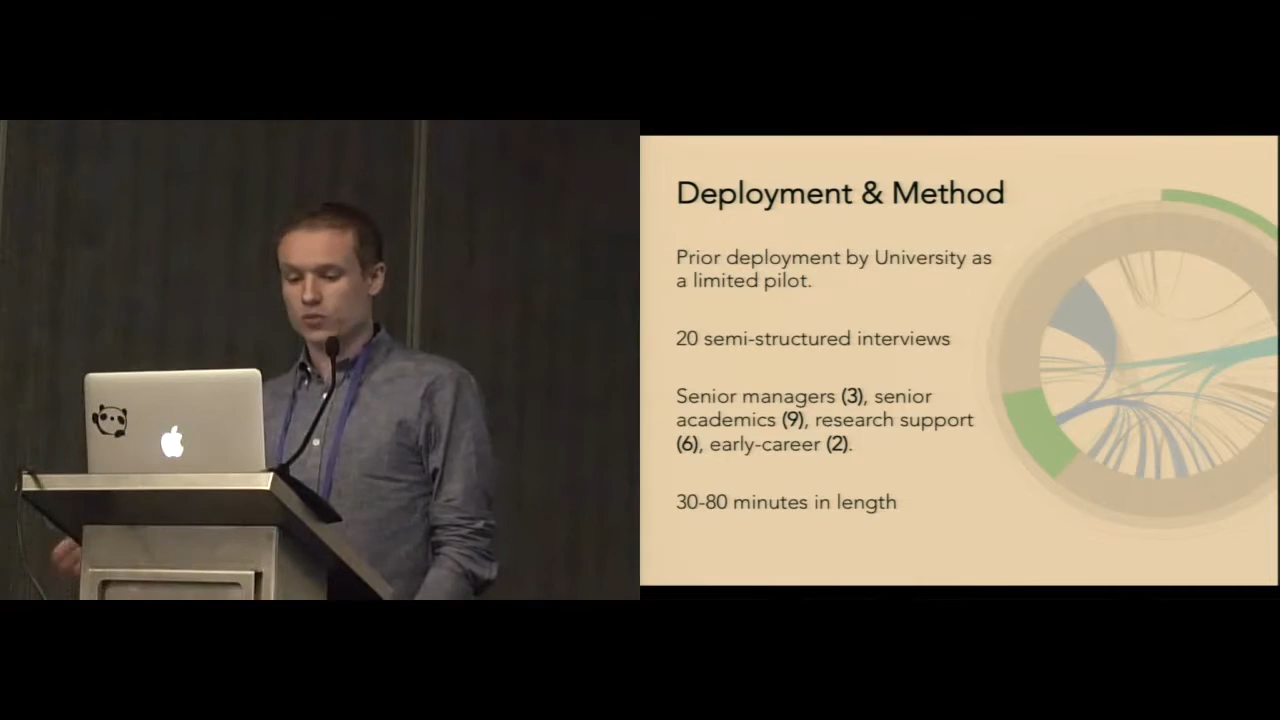 Deployment & Method
Prior deployment by University as
a limited pilot.
20 semi-structured interviews
Senior managers (3), senior
academics (9), research support
(6), early-career (2).
30-80 minutes in length